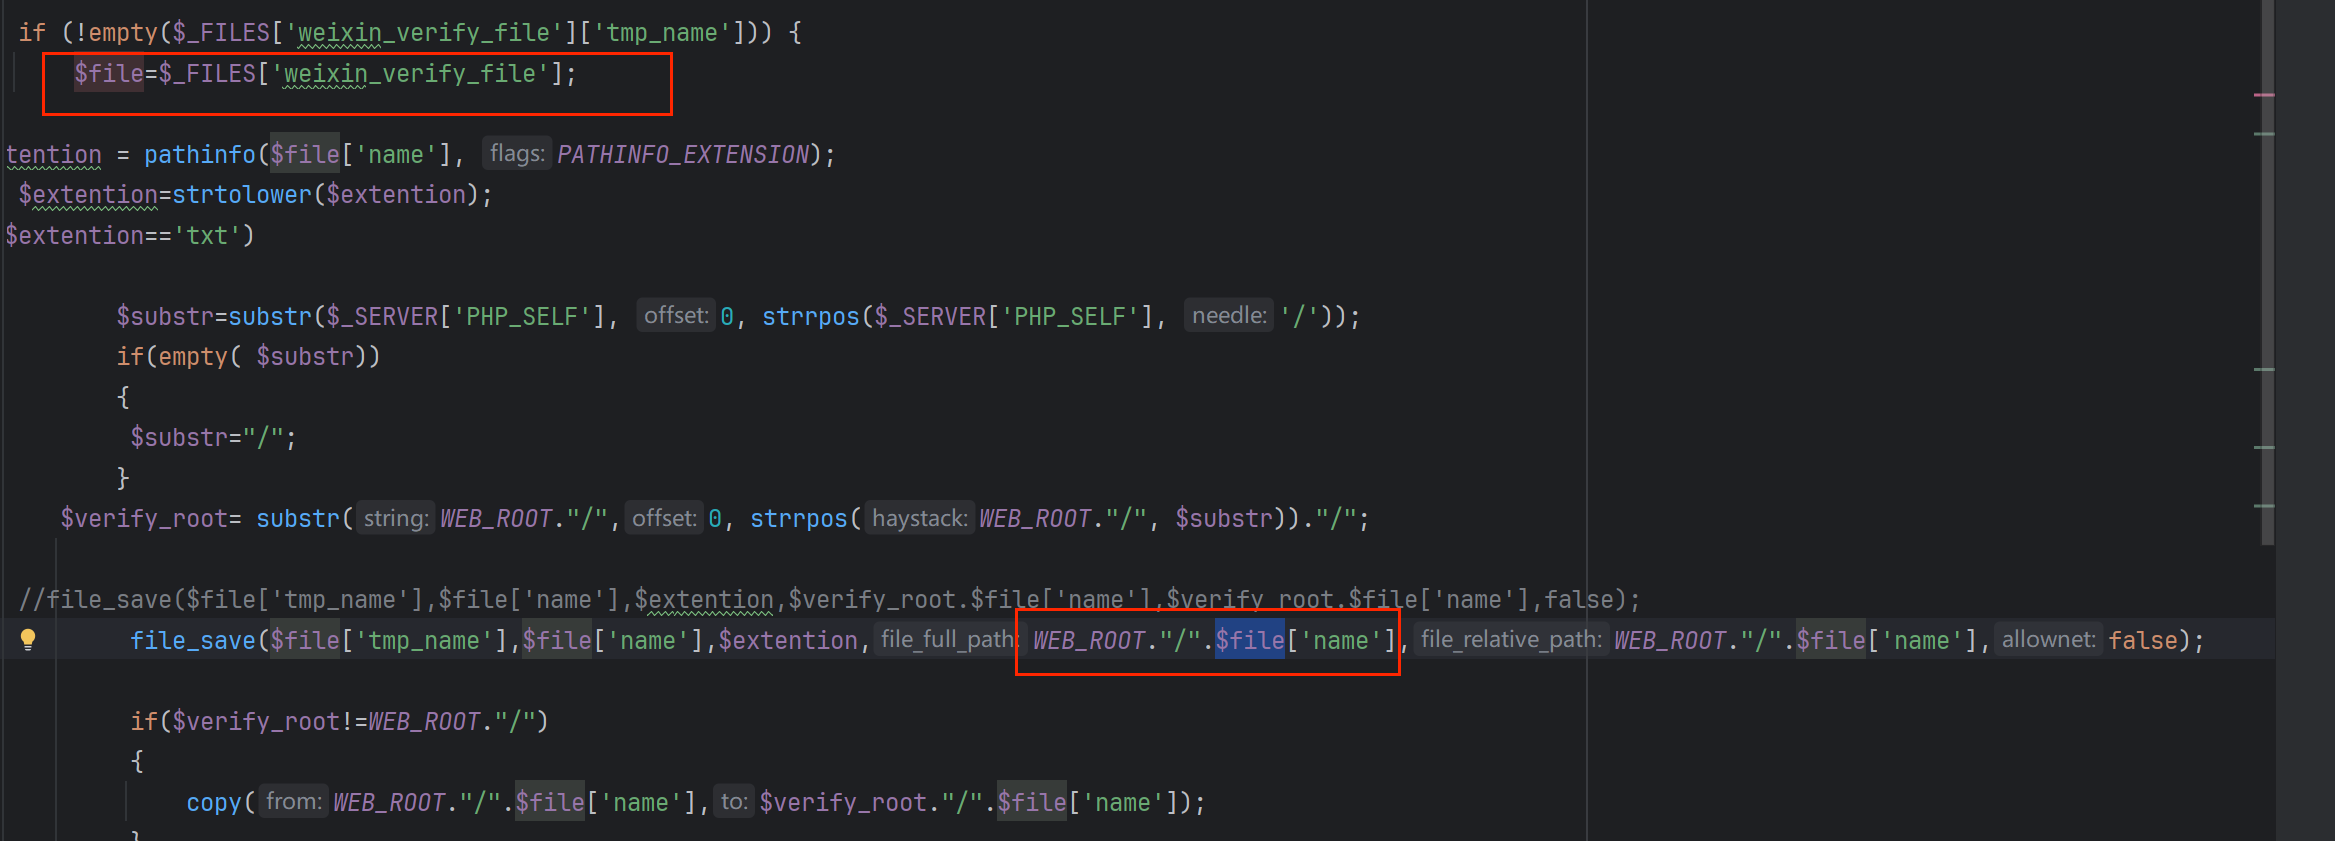 if (!empty($_FILES['weixin_verify_file']['tmp_name'])) {
$file=$_FILES['weixin_verify_file'];
tention = pathinfo($file['name'], flags: PATHINFO_EXTENSION);
$extention=strtolower($extention);
$extention=='txt')
$substr=substr($_SERVER['PHP_SELF'], offset: 0, strrpos($_SERVER['PHP_SELF'], needle: '/'));
if(empty( $substr))
{
$substr="/";
}
$verify_root= substr( string: WEB_ROOT."/", offset: 0, strrpos( haystack: WEB_ROOT."/", $substr))."/";
//file_save($file['tmp_name'],$file['name'],$extention,$verify_root.$file['name'],$verify_root.$file['name'],false);
file_save($file['tmp_name'],$file['name'],$extention, file_full_path: WEB_ROOT."/".$file['name'], file_relative_path: WEB_ROOT."/".$file['name'], allownet: false);
if($verify_root!=WEB_ROOT."/")
{
copy( from: WEB_ROOT."/".$file['name'], to: $verify_root."/".$file['name']);
}